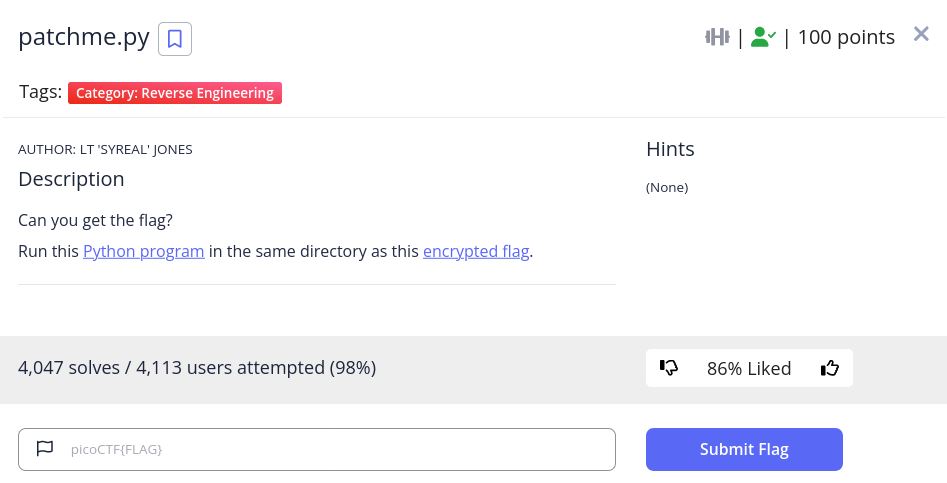 patchme.py
| | 100 points
Tags: Category: Reverse Engineering
AUTHOR: LT 'SYREAL' JONES
Description
Can you get the flag?
Run this Python program in the same directory as this encrypted flag.
Hints
(None)
4,047 solves / 4,113 users attempted (98%)
86% Liked
picoCTF{FLAG}
Submit Flag